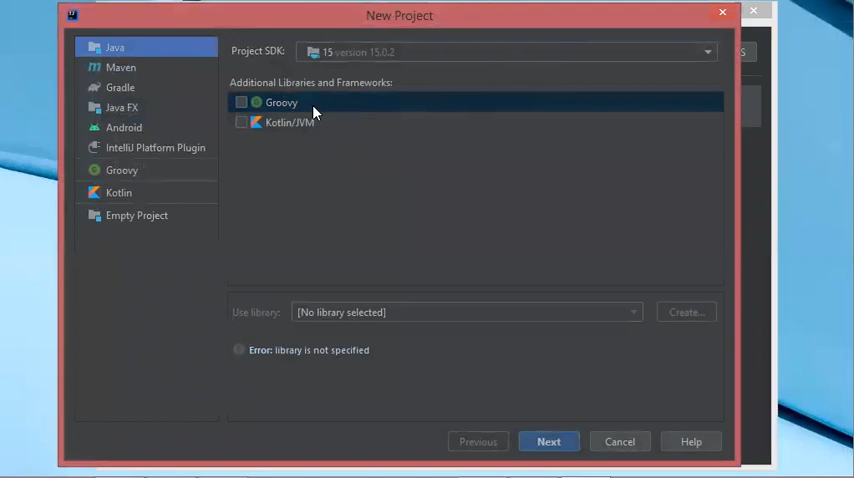 New Project
Java
Maven
Gradle
Java FX
Android
IntelliJ Platform Plugin
Groovy
Kotlin
Empty Project
Project SDK: 15 version 15.0.2
Additional Libraries and Frameworks:
Groovy
Kotlin/JVM
Use library: [No library selected] Create...
Error: library is not specified
Previous Next Cancel Help
S